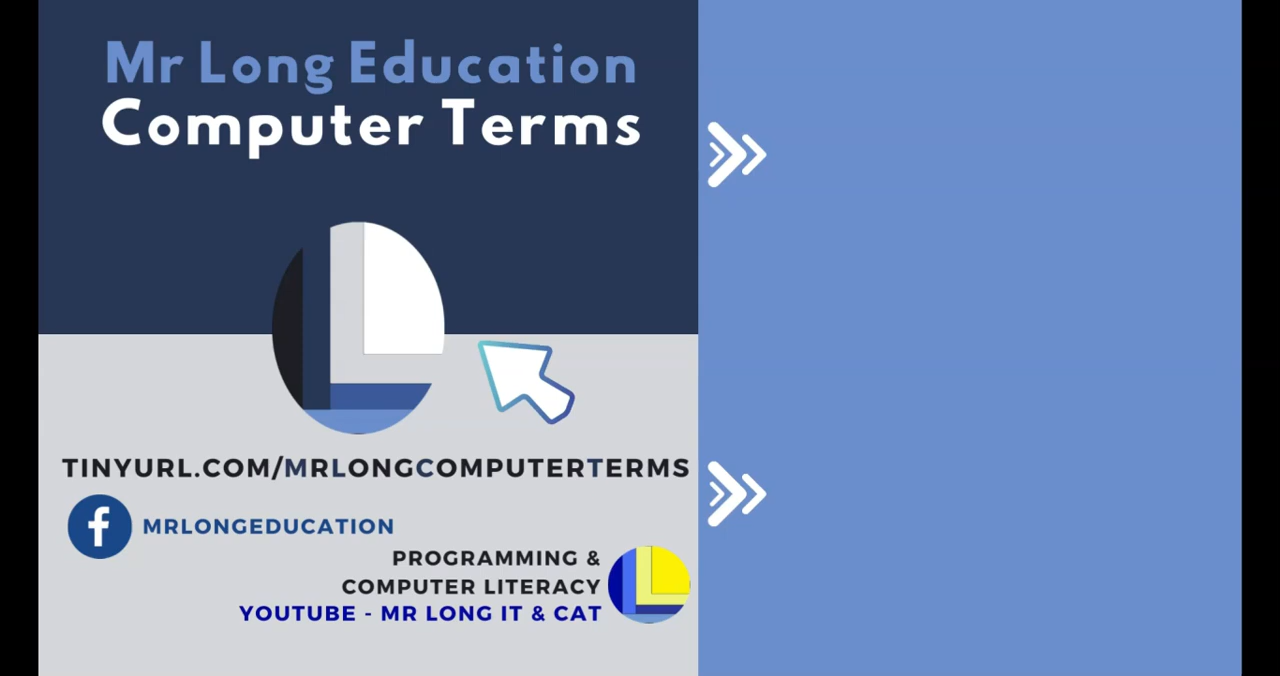 Mr Long Education
Computer Terms
TINYURL.COM/MRLONGCOMPUTERTERMS
MRLONGEDUCATION
PROGRAMMING &
COMPUTER LITERACY
YOUTUBE - MR LONG IT & CAT